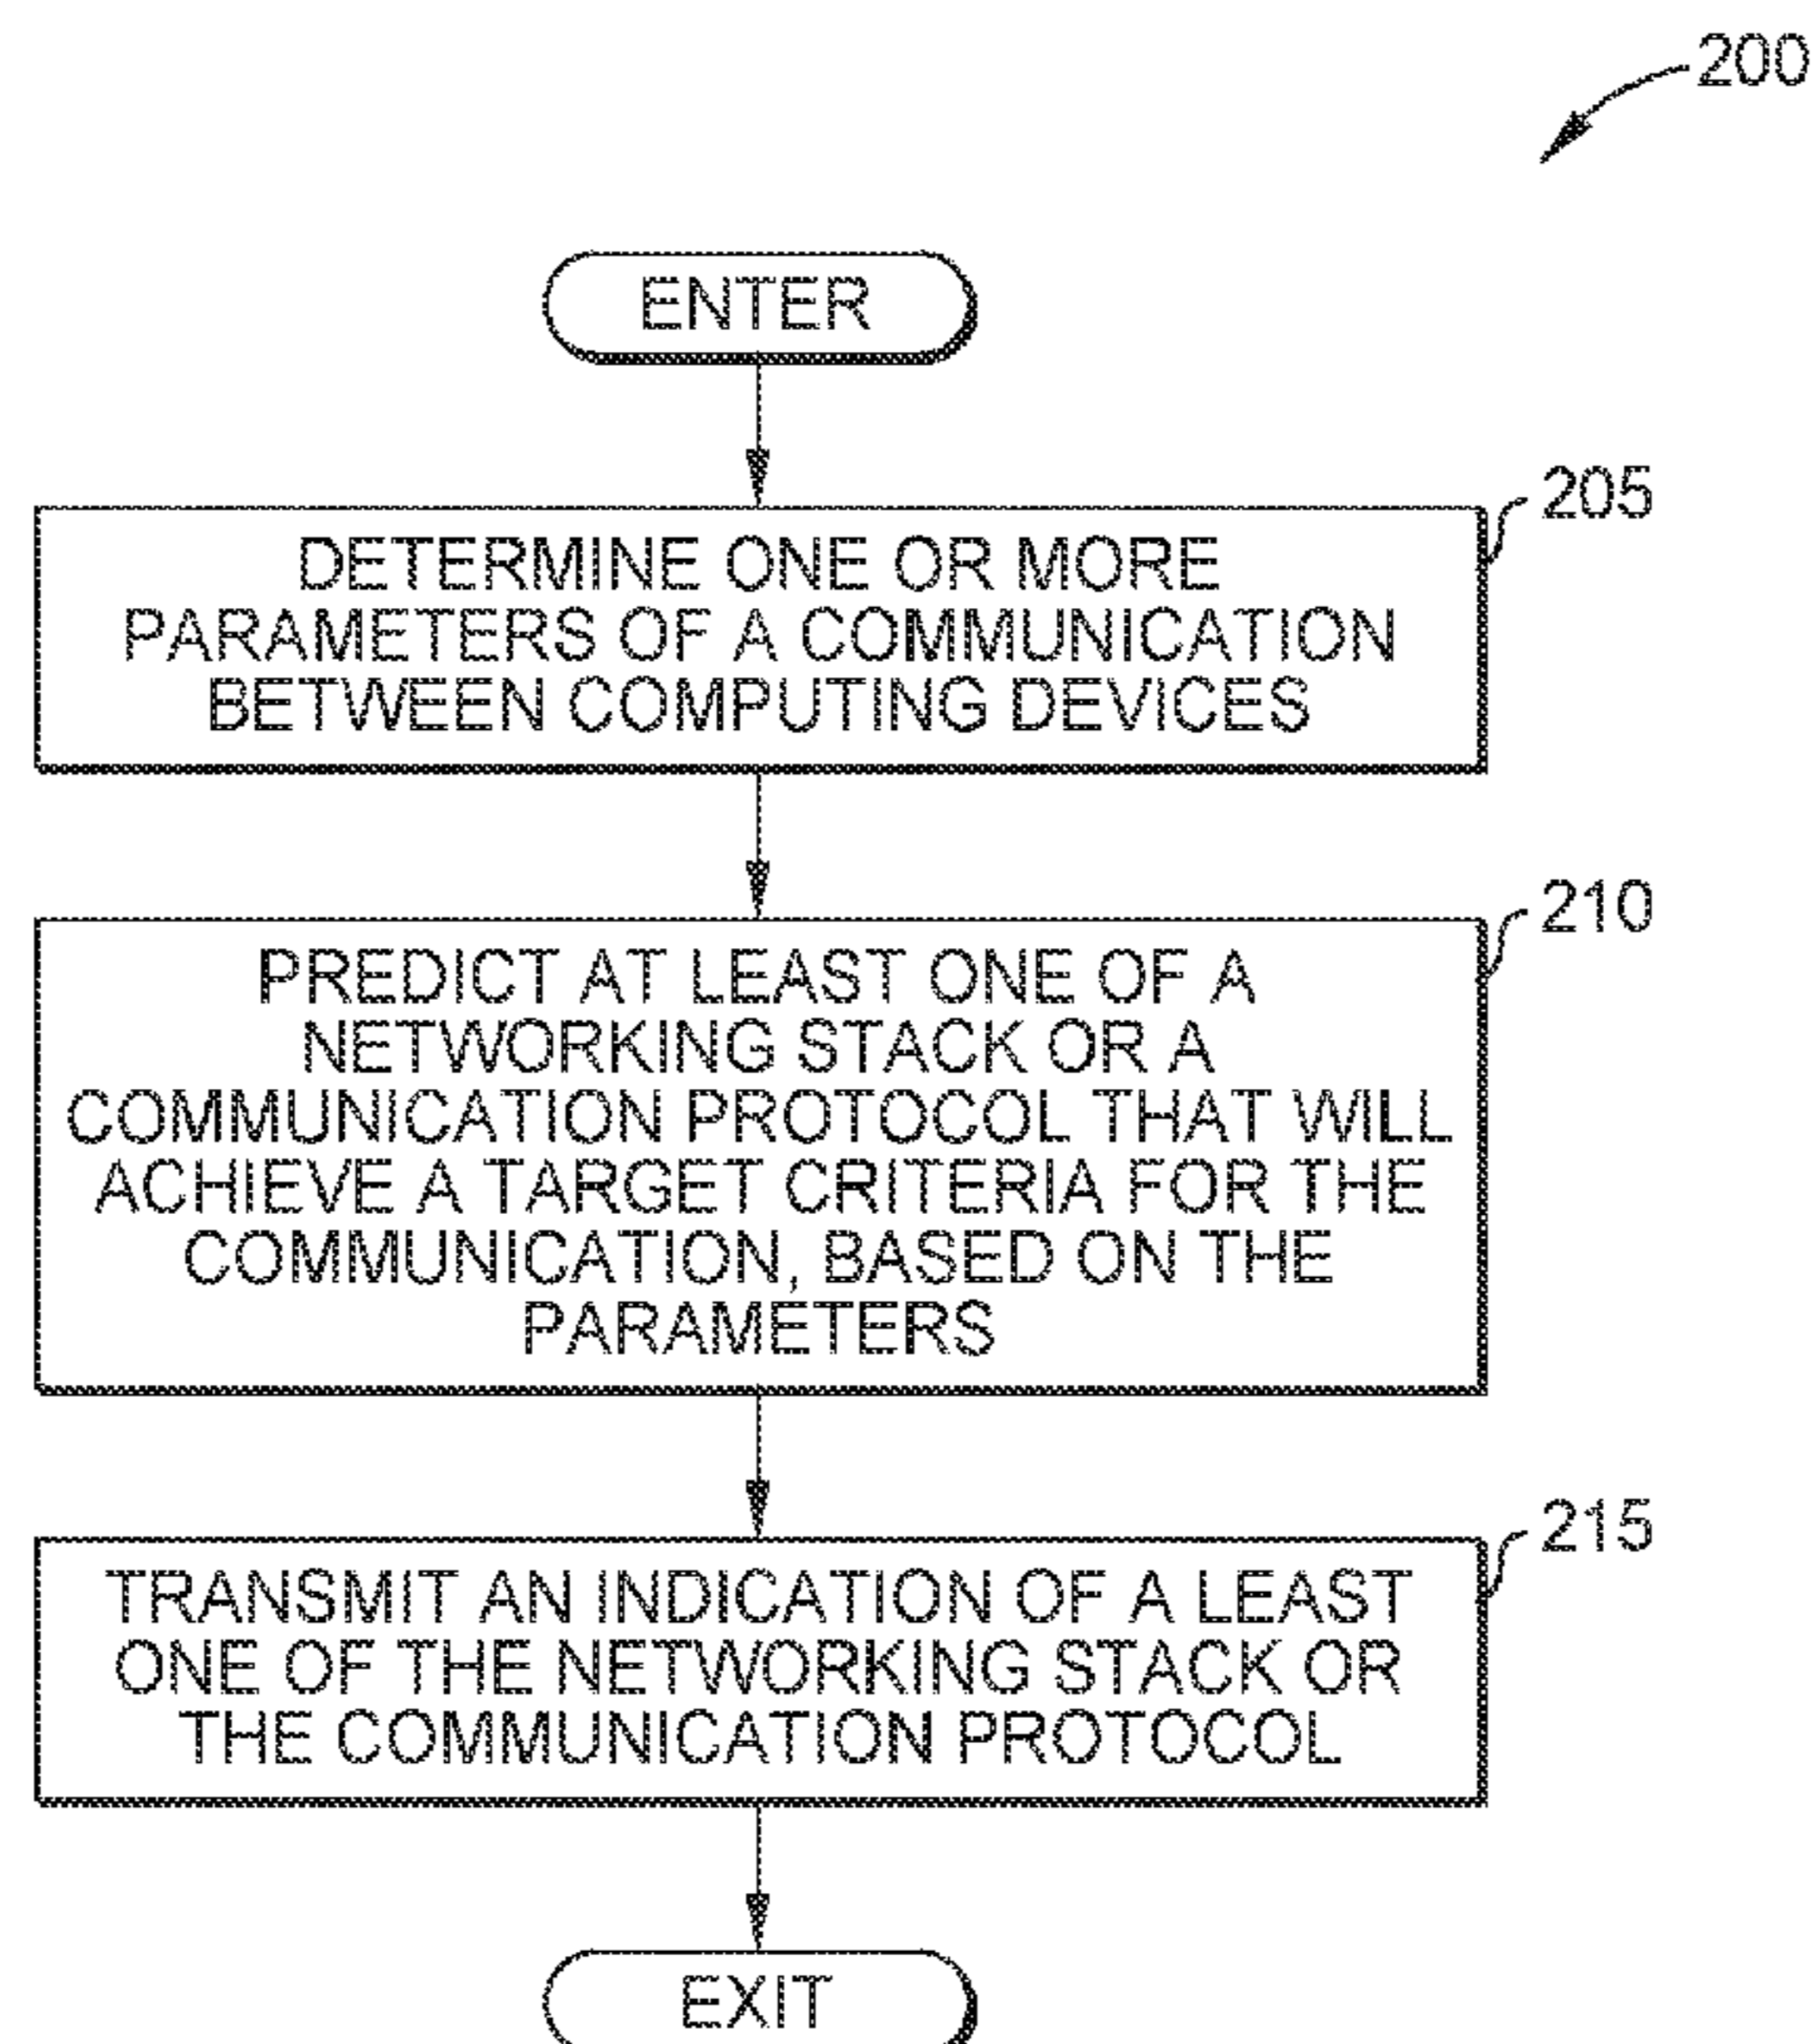 200
ENTER
205
DETERMINE ONE OR MORE
PARAMETERS OF A COMMUNICATION
BETWEEN COMPUTING DEVICES
210
PREDICT AT LEAST ONE OF A
NETWORKING STACK OR A
COMMUNICATION PROTOCOL THAT WILL
ACHIEVE A TARGET CRITERIA FOR THE
COMMUNICATION, BASED ON THE
PARAMETERS
215
TRANSMIT AN INDICATION OF A LEAST
ONE OF THE NETWORKING STACK OR
THE COMMUNICATION PROTOCOL
EXIT